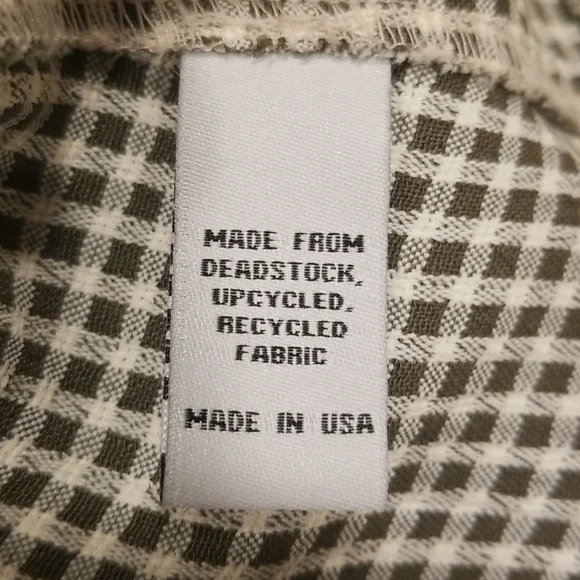 MADE FROM
DEADSTOCK,
UPCYCLED,
RECYCLED
FABRIC
MADE IN USA